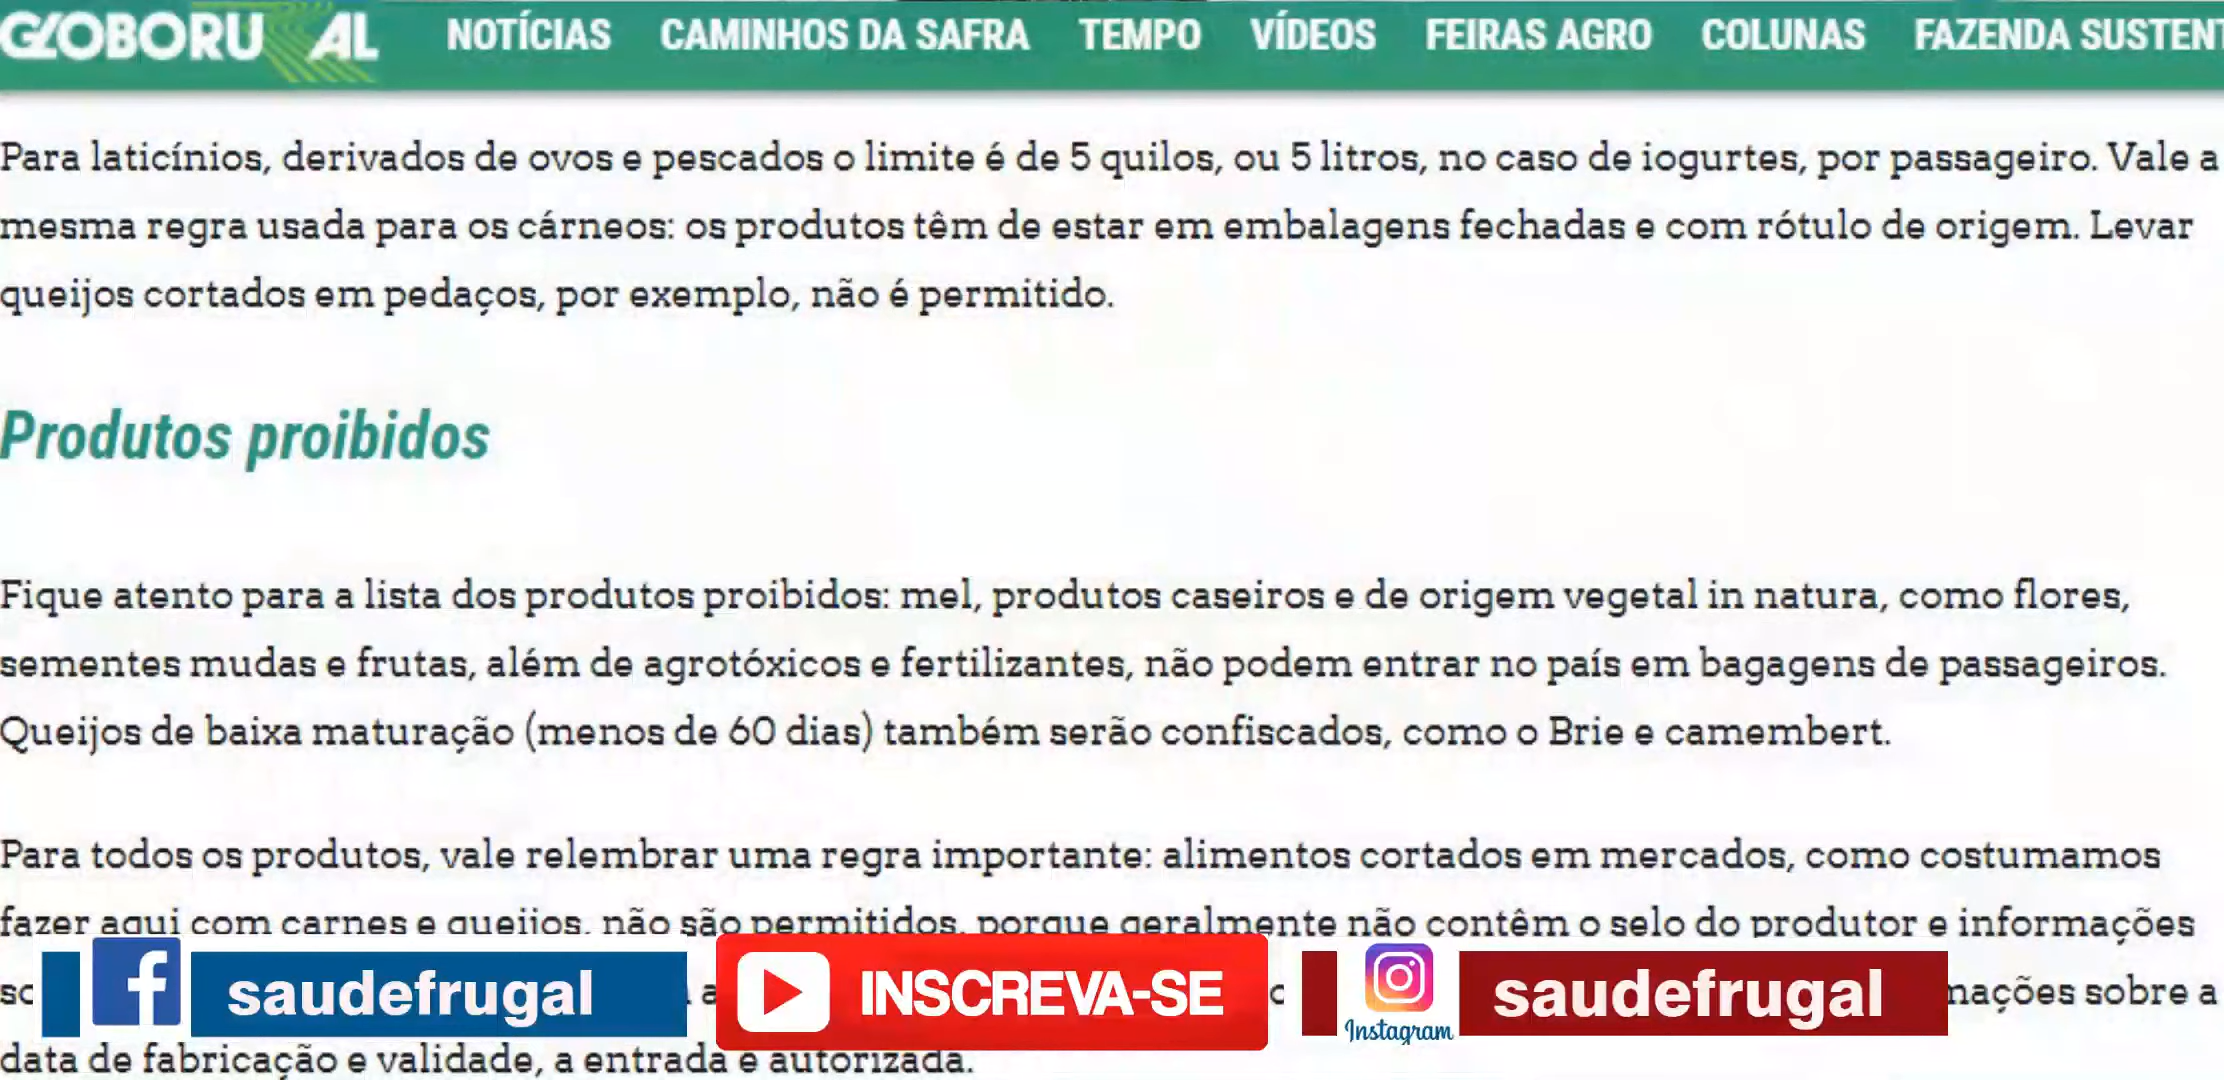 GLOBORURAL NOTÍCIAS CAMINHOS DA SAFRA TEMPO VÍDEOS FEIRAS AGRO COLUNAS FAZENDA SUSTENT
Para laticínios, derivados de ovos e pescados o limite é de 5 quilos, ou 5 litros, no caso de iogurtes, por passageiro. Vale a
mesma regra usada para os cárneos: os produtos têm de estar em embalagens fechadas e com rótulo de origem. Levar
queijos cortados em pedaços, por exemplo, não é permitido.
Produtos proibidos
Fique atento para a lista dos produtos proibidos: mel, produtos caseiros e de origem vegetal in natura, como flores,
sementes mudas e frutas, além de agrotóxicos e fertilizantes, não podem entrar no país em bagagens de passageiros.
Queijos de baixa maturação (menos de 60 dias) também serão confiscados, como o Brie e camembert.
Para todos os produtos, vale relembrar uma regra importante: alimentos cortados em mercados, como costumamos
fazer aqui com carnes e queijos, não são permitidos, porque geralmente não contêm o selo do produtor e informações
mações sobre a
saudefrugal INSCREVA-SE Instagram saudefrugal
data de fabricação e validade, a entrada é autorizada.